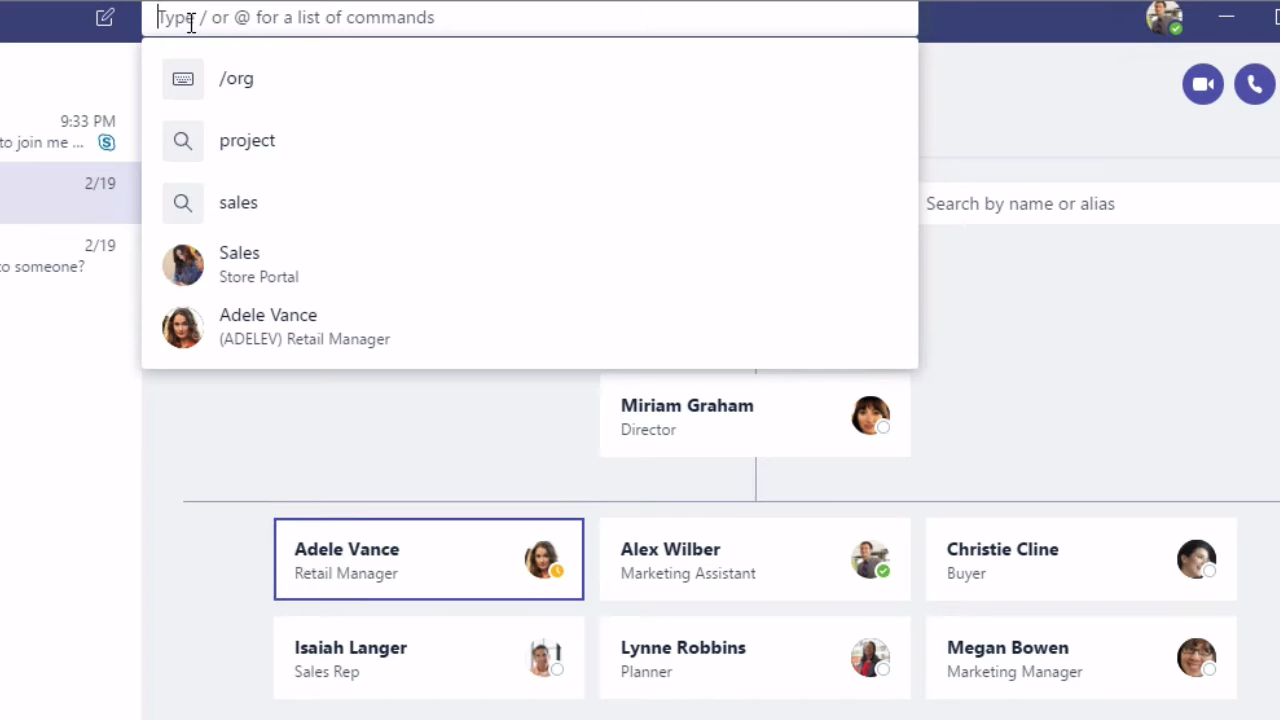 Type / or @ for a list of commands
/org
9:33 PM
to join me ...
project
2/19
sales
Search by name or alias
2/19
to someone?
Sales
Store Portal
Adele Vance
(ADELEV) Retail Manager
Miriam Graham
Director
Adele Vance
Retail Manager
Alex Wilber
Marketing Assistant
Christie Cline
Buyer
Isaiah Langer
Sales Rep
Lynne Robbins
Planner
Megan Bowen
Marketing Manager